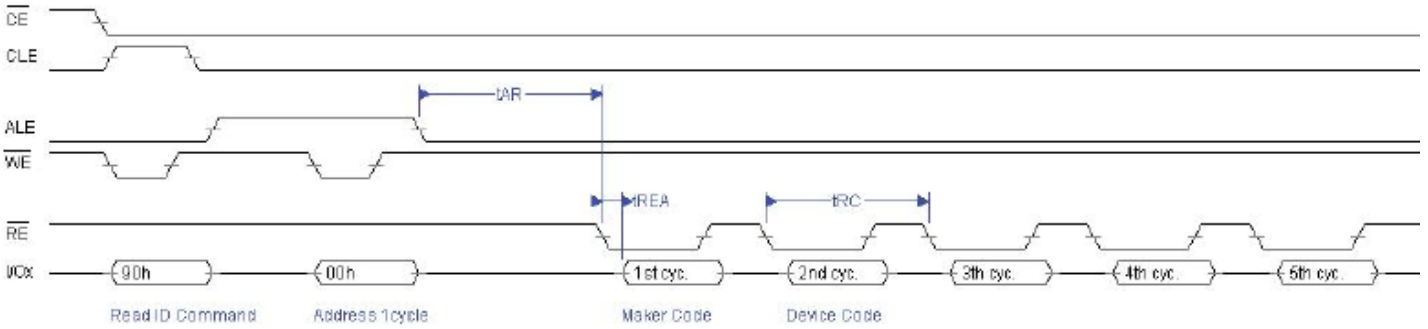 CE
CLE
tAR
ALE
WE
tREA
tRC
RE
I/Ox
90h
00h
1st cyc.
2nd cyc.
3th cyc.
4th cyc.
5th cyc.
Read ID Command
Address 1cycle
Maker Code
Device Code